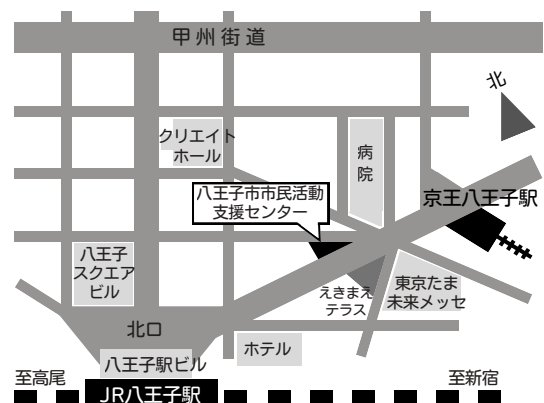 甲州街道
北
クリエイト
ホール
病
院
八王子市市民活動
支援センター
京王八王子駅
八王子
スクエア
ビル
えきまえ
テラス
東京たま
未来メッセ
北口
八王子駅ビル
ホテル
至高尾
JR八王子駅
至新宿